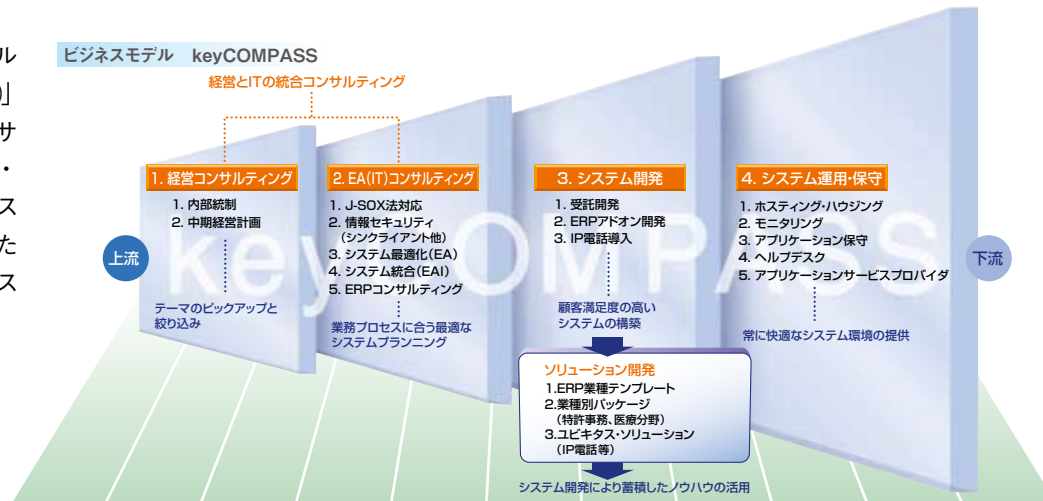 ル
)」
サ
・
ス
た
ス
ビジネスモデル keyCOMPASS
経営とITの統合コンサルティング
1. 経営コンサルティング
1. 内部統制
2. 中期経営計画
テーマのピックアップと
絞り込み
2. EA(IT)コンサルティング
1. J-SOX法対応
2. 情報セキュリティ
(シンクライアント他)
3. システム最適化(EA)
4. システム統合(EAI)
5. ERPコンサルティング
業務プロセスに合う最適な
システムプランニング
3. システム開発
1. 受託開発
2. ERPアドオン開発
3. IP電話導入
顧客満足度の高い
システムの構築
ソリューション開発
1.ERP業種テンプレート
2.業種別パッケージ
(特許事務、医療分野)
3.ユビキタス・ソリューション
(IP電話等)
システム開発により蓄積したノウハウの活用
4. システム運用・保守
1. ホスティング・ハウジング
2. モニタリング
3. アプリケーション保守
4. ヘルプデスク
5. アプリケーションサービスプロバイダ
常に快適なシステム環境の提供
上流
下流
keyCOMPASS